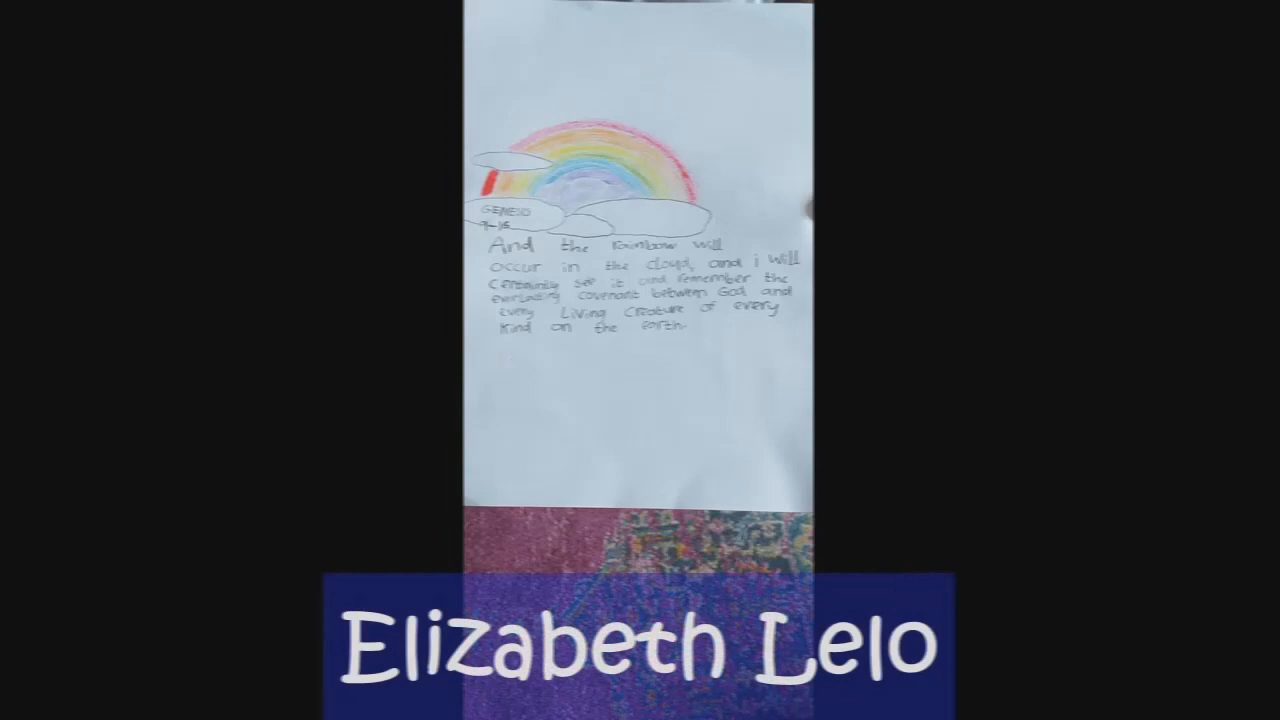 GENESIS
9-16
And the rainbow will
occur in the cloud, and i will
certainly see it and remember the
everlasting covenant between God and
every Living Creature of every
kind on the earth.
Elizabeth Lelo